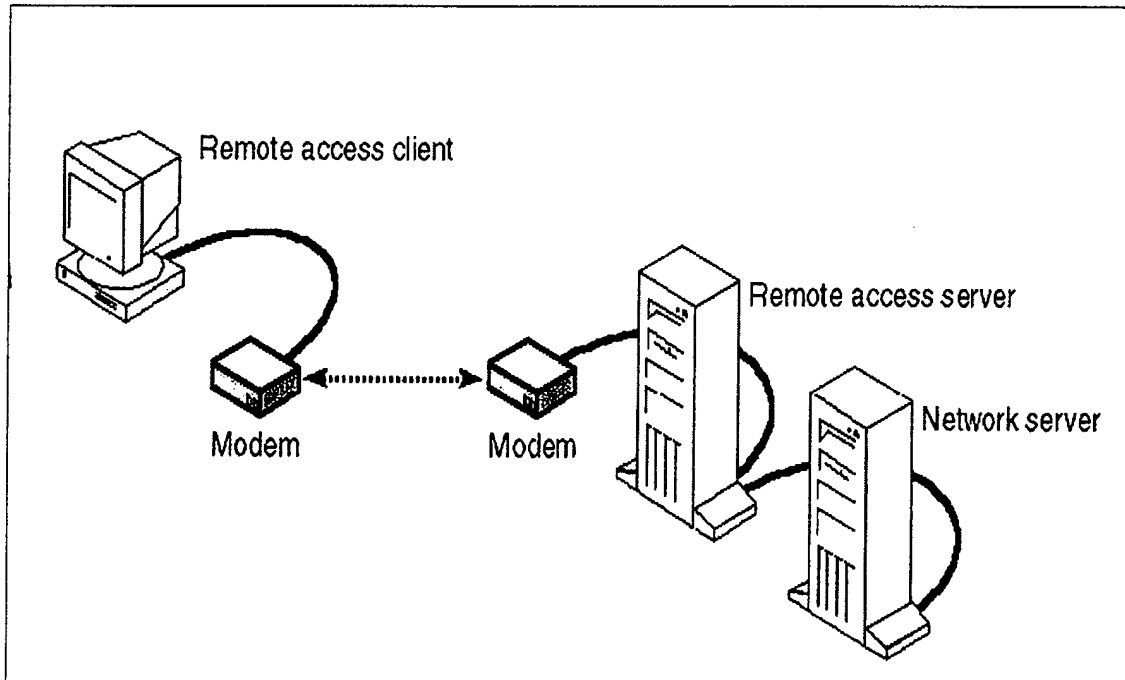 Remote access client
Remote access server
Network server
Modem
Modem